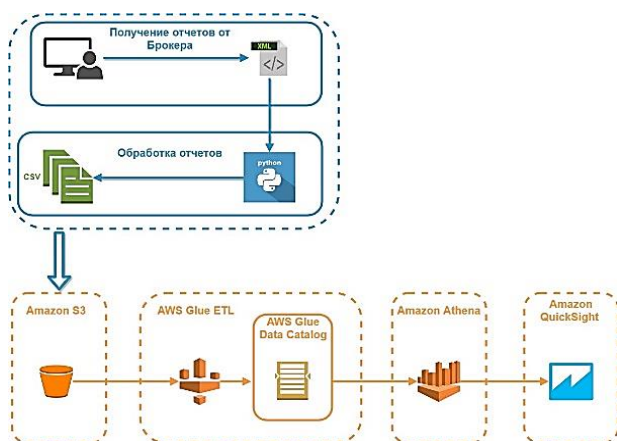 Получение отчетов от
Брокера
XML
</>
Обработка отчетов
python
CSV
Amazon S3
AWS Glue ETL
AWS Glue
Data Catalog
Amazon Athena
Amazon
QuickSight